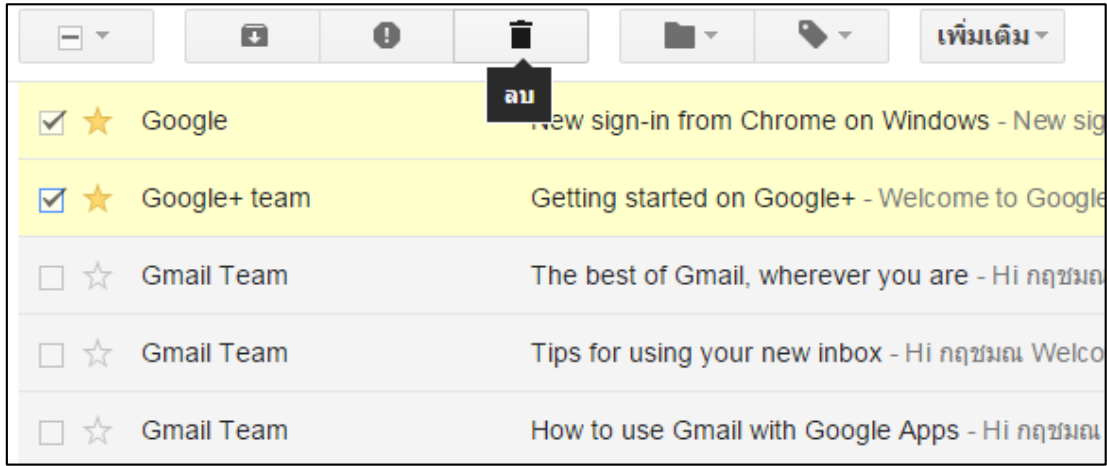 เพิ่มเติม
ลบ
Google New sign-in from Chrome on Windows - New sig
Google+ team Getting started on Google+ - Welcome to Google
Gmail Team The best of Gmail, wherever you are - Hi กฤชมณ
Gmail Team Tips for using your new inbox - Hi กฤชมณ Welco
Gmail Team How to use Gmail with Google Apps - Hi กฤชมณ